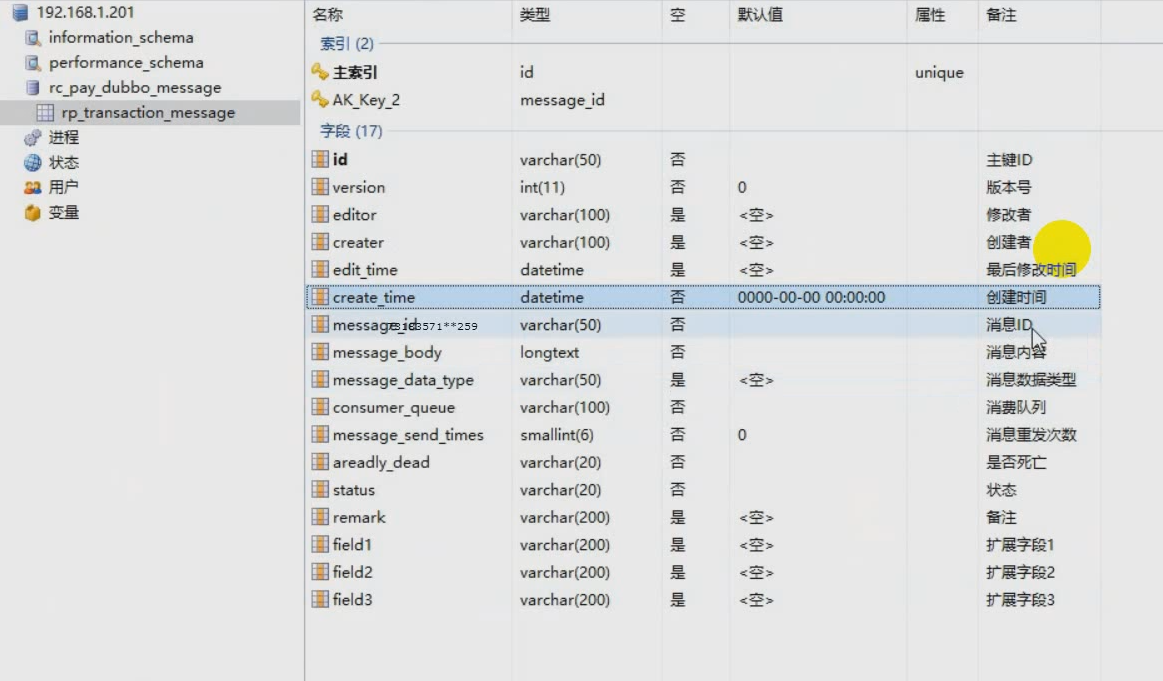 192.168.1.201
information_schema
performance_schema
rc_pay_dubbo_message
rp_transaction_message
进程
状态
用户
变量
名称 类型 空 默认值 属性 备注
索引 (2)
主索引 id unique
AK_Key_2 message_id
字段 (17)
id varchar(50) 否 主键ID
version int(11) 否 0 版本号
editor varchar(100) 是 <空> 修改者
creater varchar(100) 是 <空> 创建者
edit_time datetime 是 <空> 最后修改时间
create_time datetime 否 0000-00-00 00:00:00 创建时间
message_id varchar(50) 否 消息ID
message_body longtext 否 消息内容
message_data_type varchar(50) 是 <空> 消息数据类型
consumer_queue varchar(100) 否 消费队列
message_send_times smallint(6) 否 0 消息重发次数
areadly_dead varchar(20) 否 是否死亡
status varchar(20) 否 状态
remark varchar(200) 是 <空> 备注
field1 varchar(200) 是 <空> 扩展字段1
field2 varchar(200) 是 <空> 扩展字段2
field3 varchar(200) 是 <空> 扩展字段3